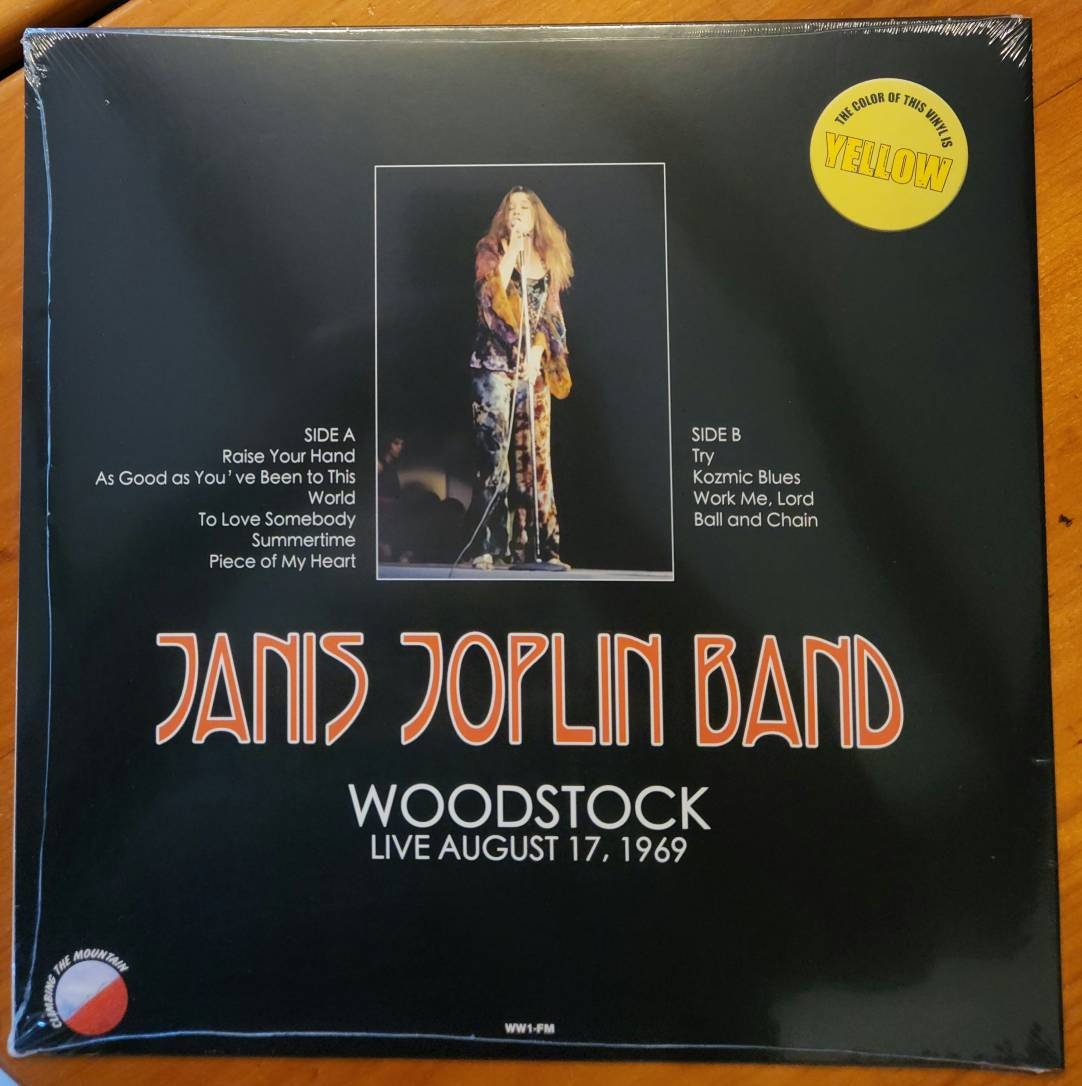 THE COLOR OF THIS VINYL IS
YELLOW
SIDE A
Raise Your Hand
As Good as You've Been to This
World
To Love Somebody
Summertime
Piece of My Heart
SIDE B
Try
Kozmic Blues
Work Me, Lord
Ball and Chain
JANIS JOPLIN BAND
WOODSTOCK
LIVE AUGUST 17, 1969
CLIMBING THE MOUNTAIN
WW1-FM